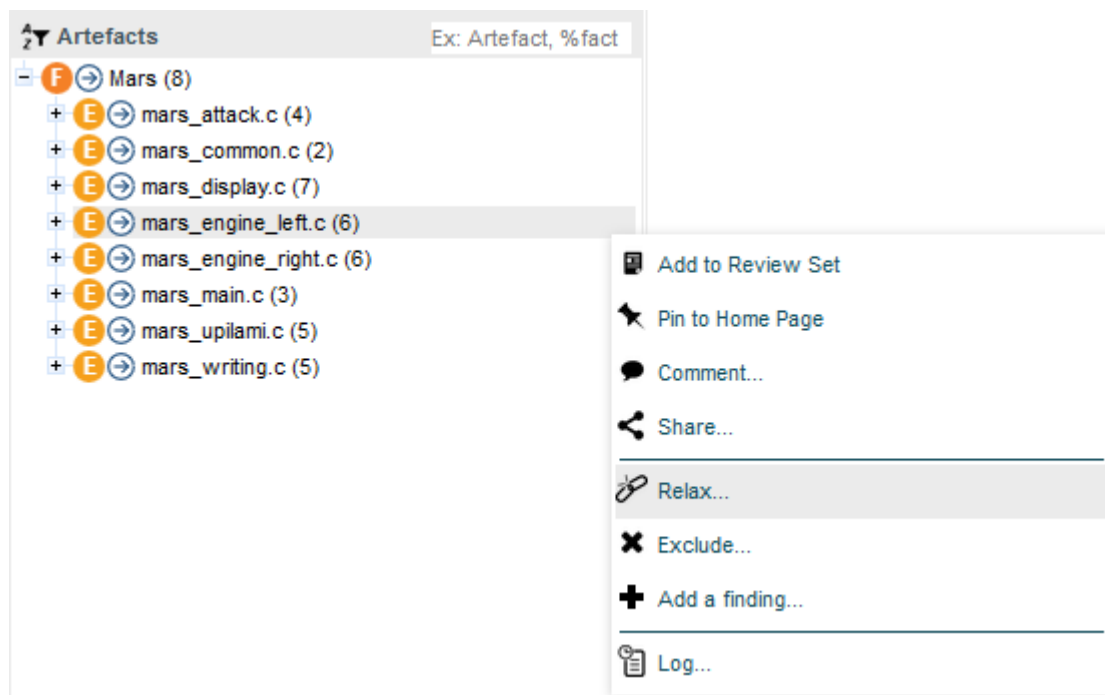 Artefacts Ex: Artefact, %fact
F Mars (8)
E mars_attack.c (4)
E mars_common.c (2)
E mars_display.c (7)
E mars_engine_left.c (6)
E mars_engine_right.c (6)
E mars_main.c (3)
E mars_upilami.c (5)
E mars_writing.c (5)
Add to Review Set
Pin to Home Page
Comment...
Share...
Relax...
Exclude...
Add a finding...
Log...